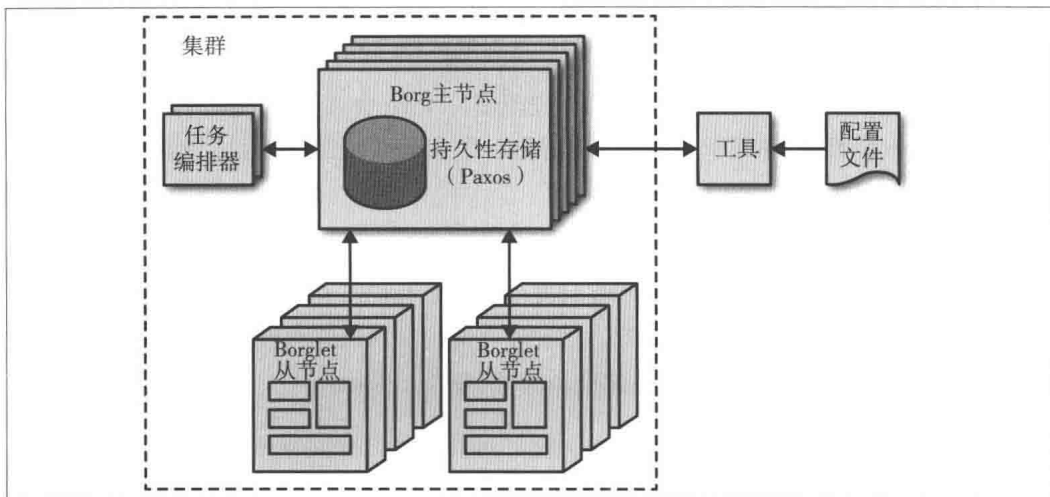 集群
Borg主节点
任务
编排器
持久性存储
(Paxos)
工具
配置
文件
Borglet
从节点
Borglet
从节点